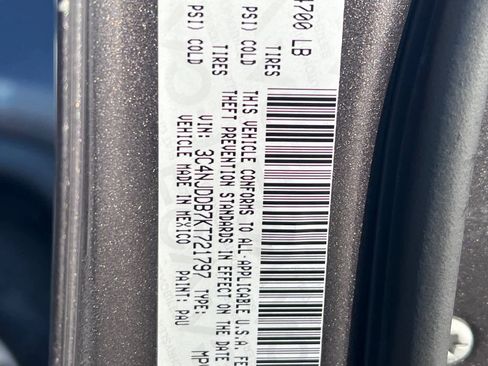 4700 LB
TIRES
PSI) COLD
TIRES
PSI) COLD
THIS VEHICLE CONFORMS TO ALL-APPLICABLE U.S.A. FE
THEFT PREVENTION STANDARDS IN EFFECT ON THE DATE
VIN: 3C4NJDDB7KT721797 TYPE: MP
VEHICLE MADE IN MEXICO PAINT: PAU